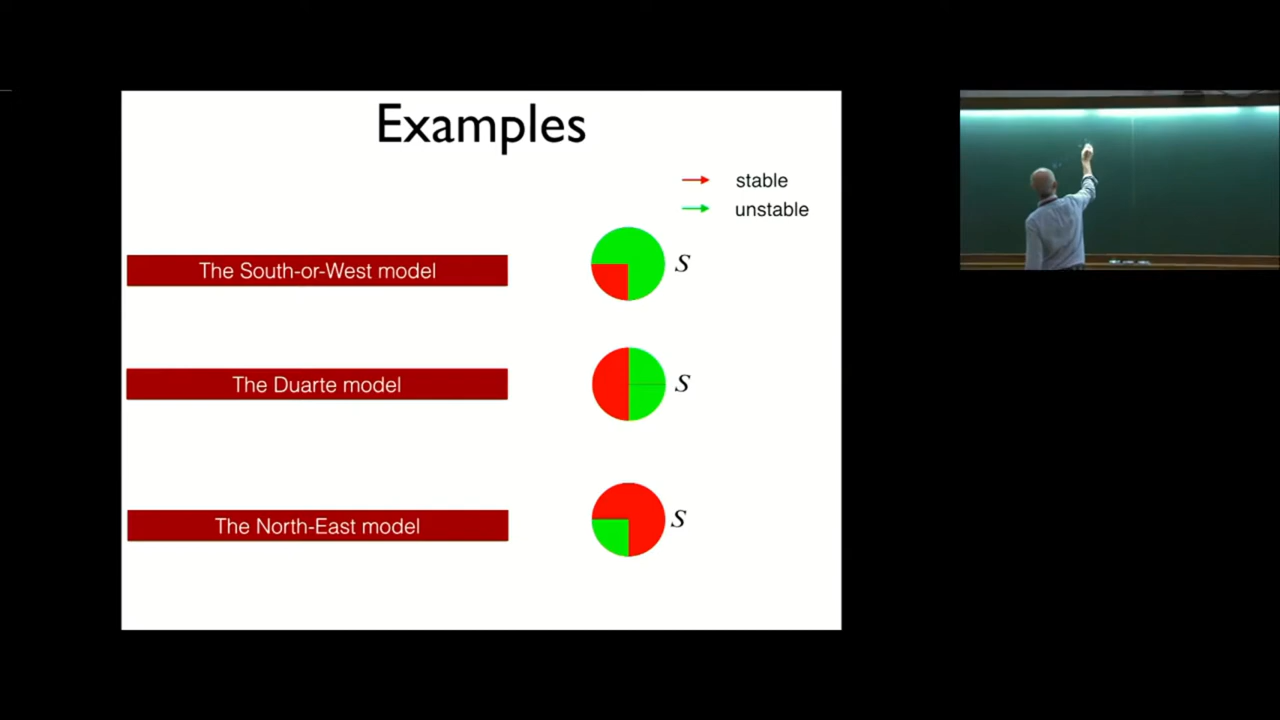 Examples
stable
unstable
The South-or-West model
S
The Duarte model
S
The North-East model
S